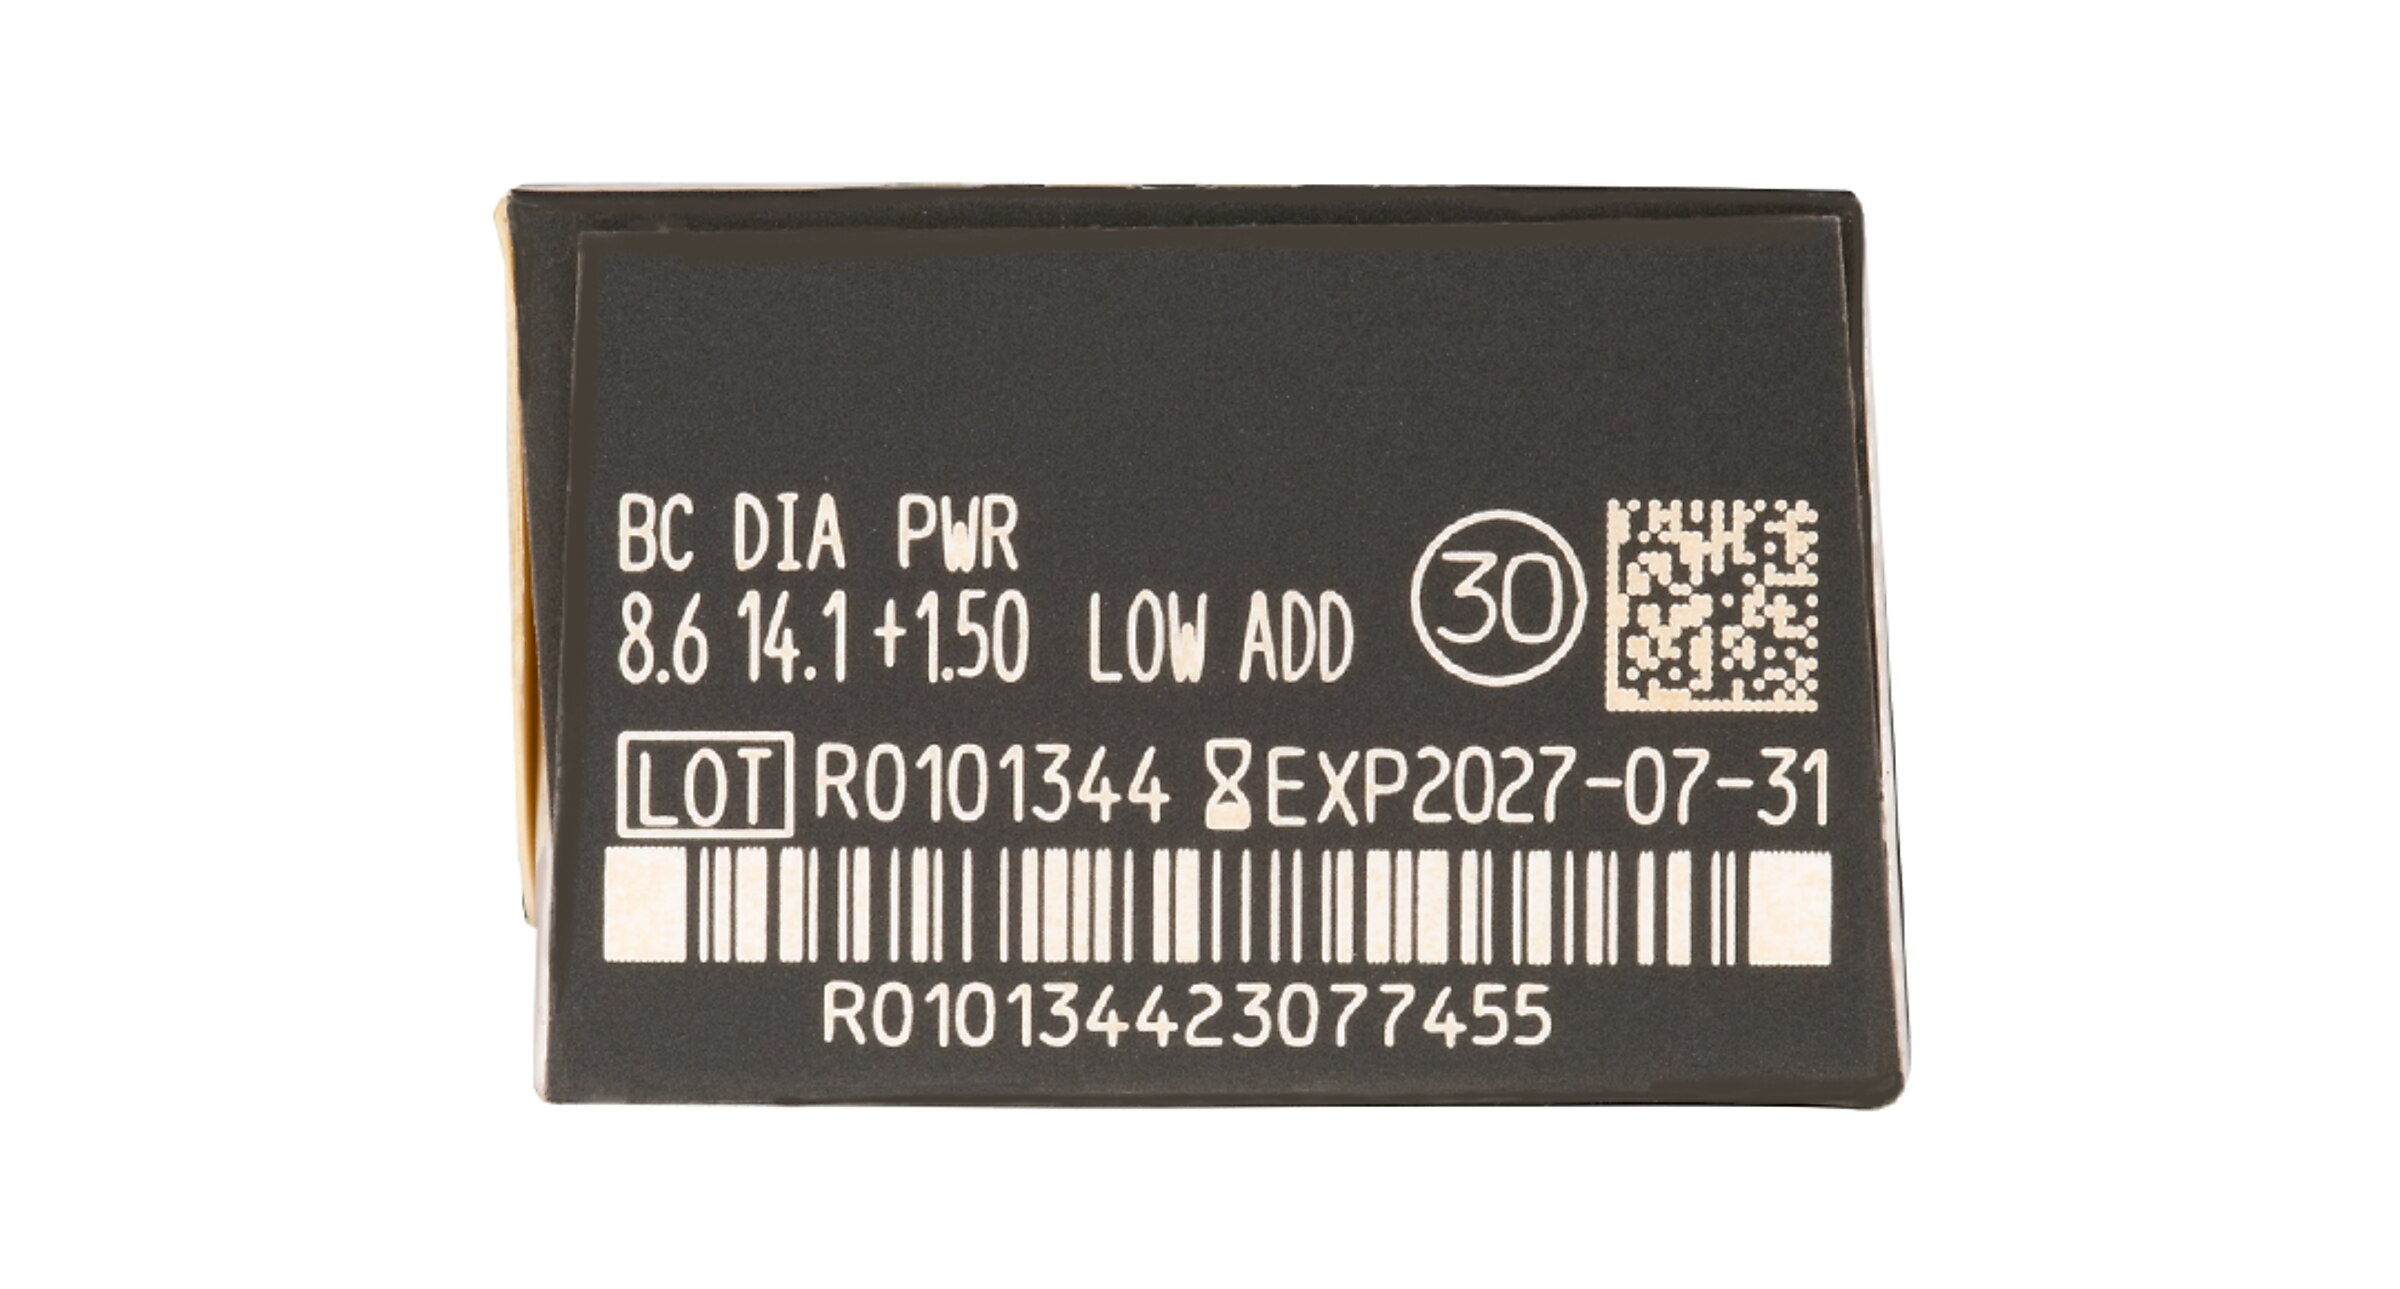 BC DIA PWR
8.6 14.1 +1.50 LOW ADD
30
LOT R0101344 EXP2027-07-31
R010134423077455